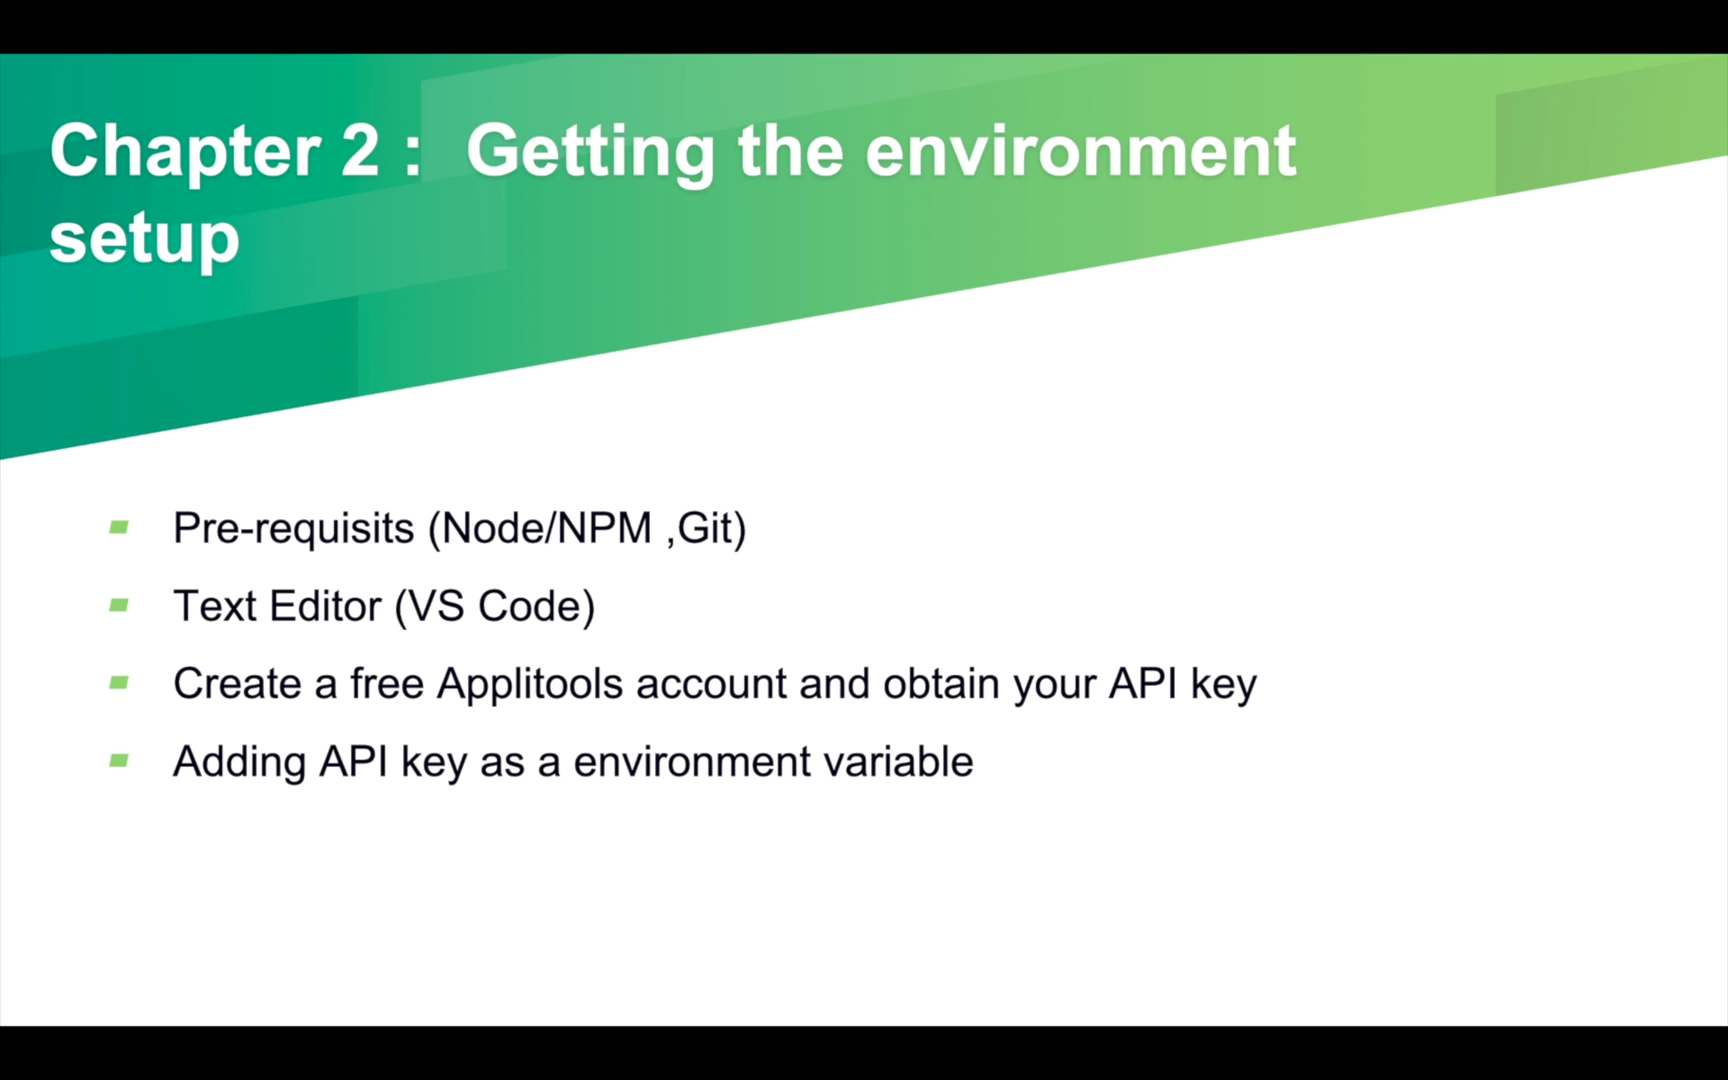 Chapter 2 :  Getting the environment
setup
Pre-requisits (Node/NPM ,Git)
Text Editor (VS Code)
Create a free Applitools account and obtain your API key
Adding API key as a environment variable